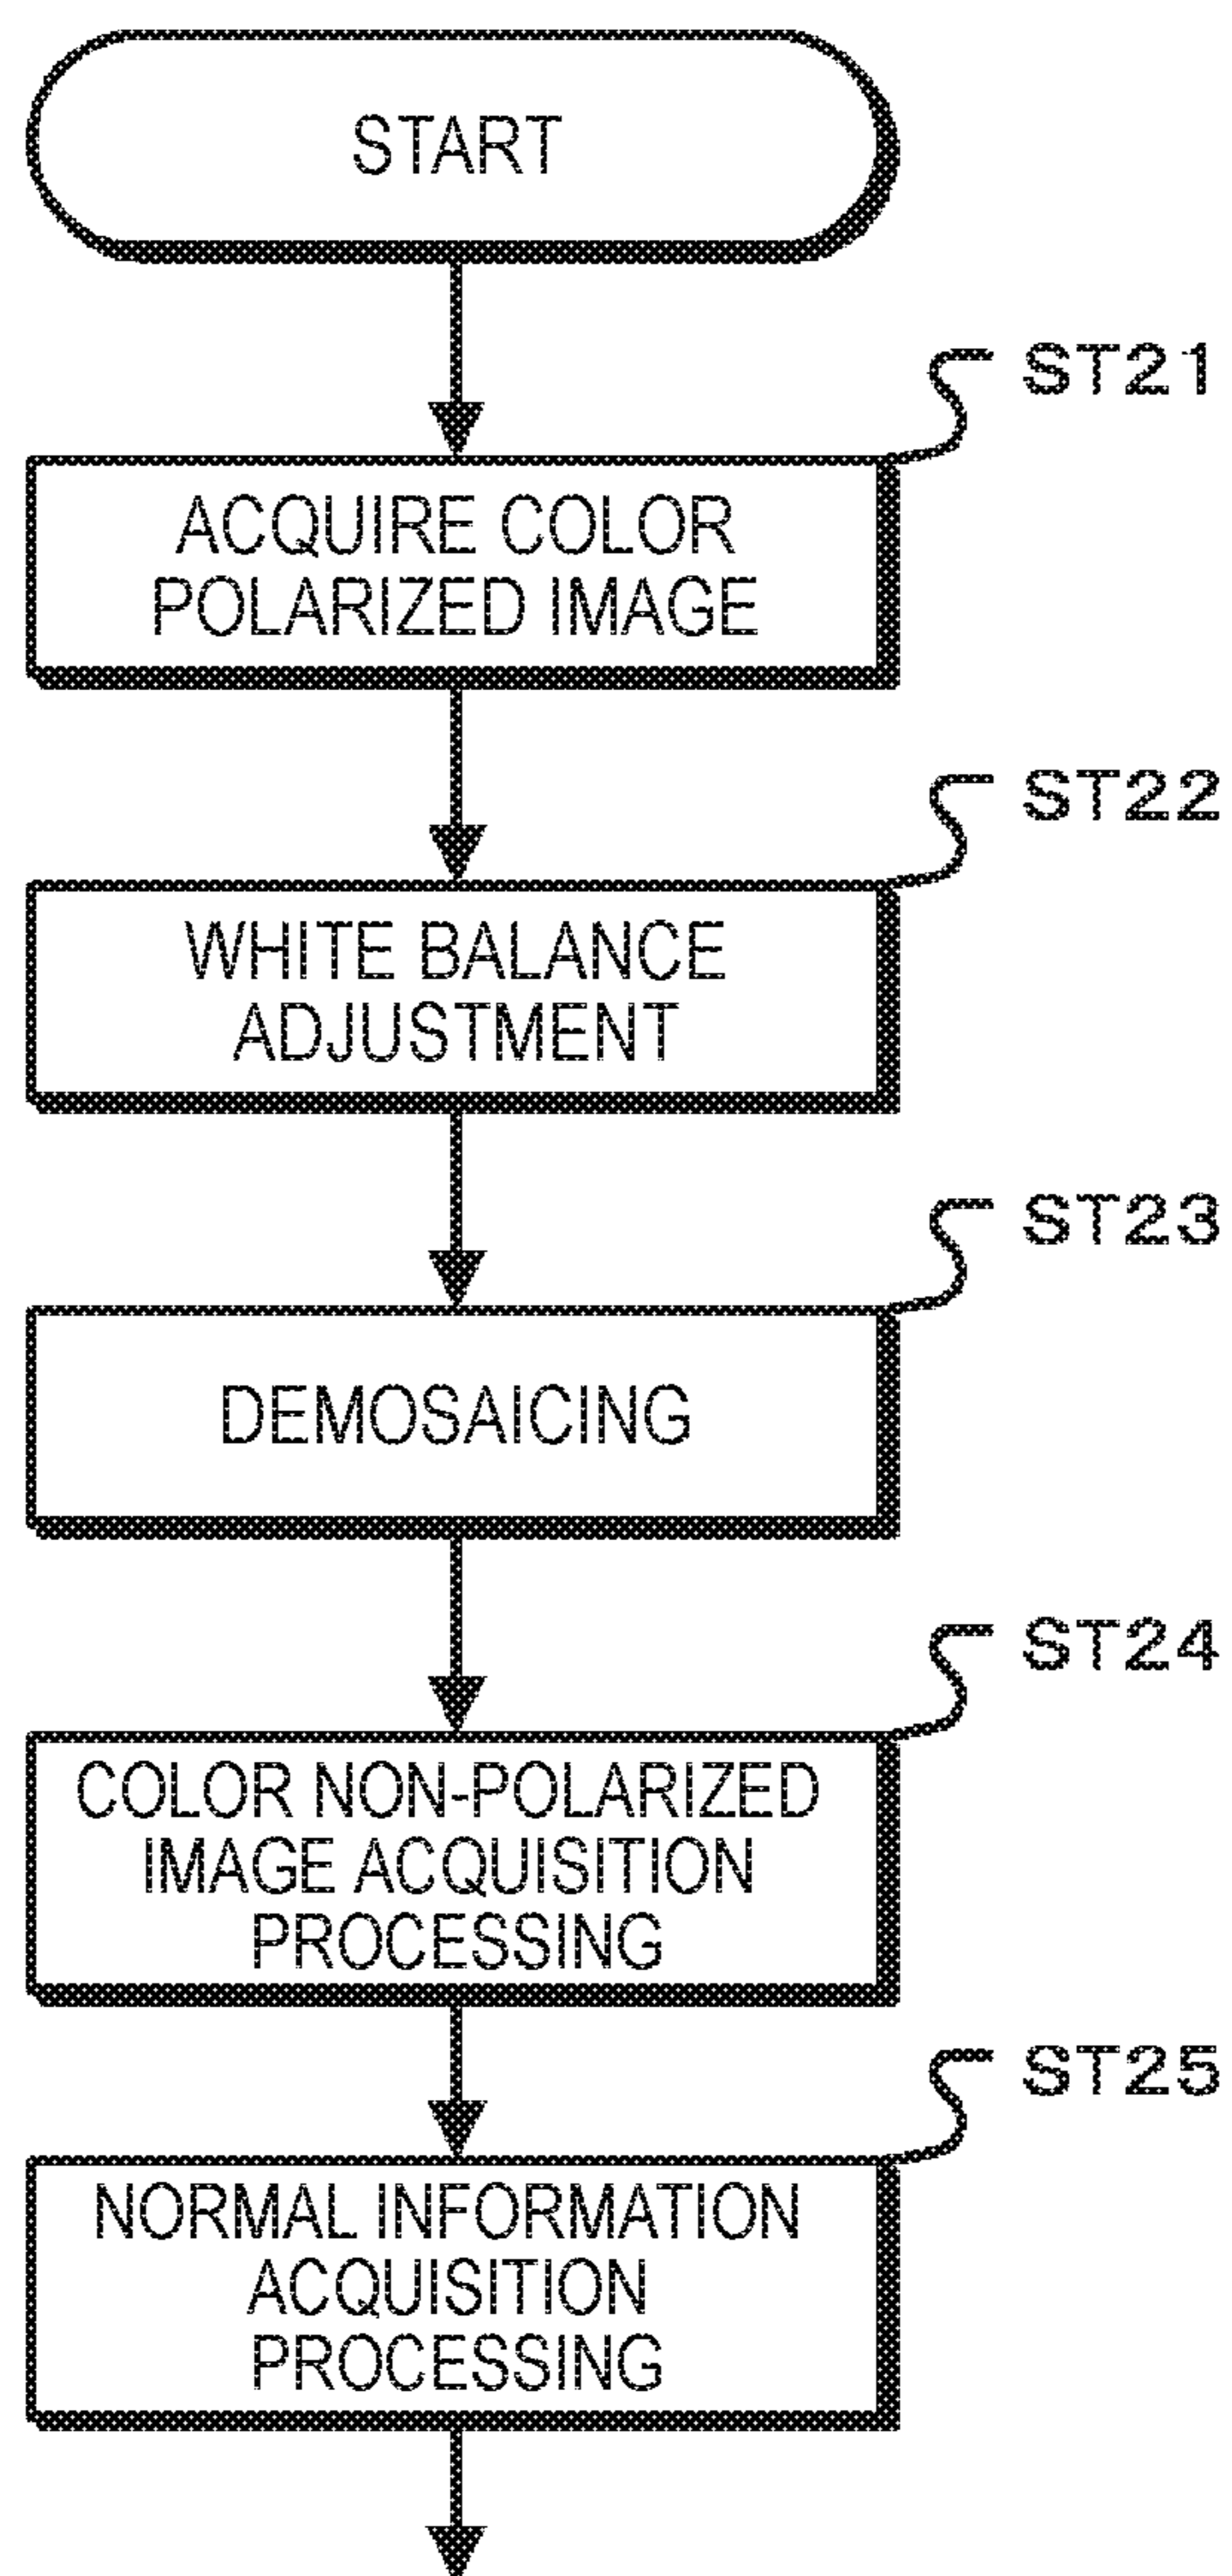 START
ST21
ACQUIRE COLOR
POLARIZED IMAGE
ST22
WHITE BALANCE
ADJUSTMENT
ST23
DEMOSAICING
ST24
COLOR NON-POLARIZED
IMAGE ACQUISITION
PROCESSING
ST25
NORMAL INFORMATION
ACQUISITION
PROCESSING